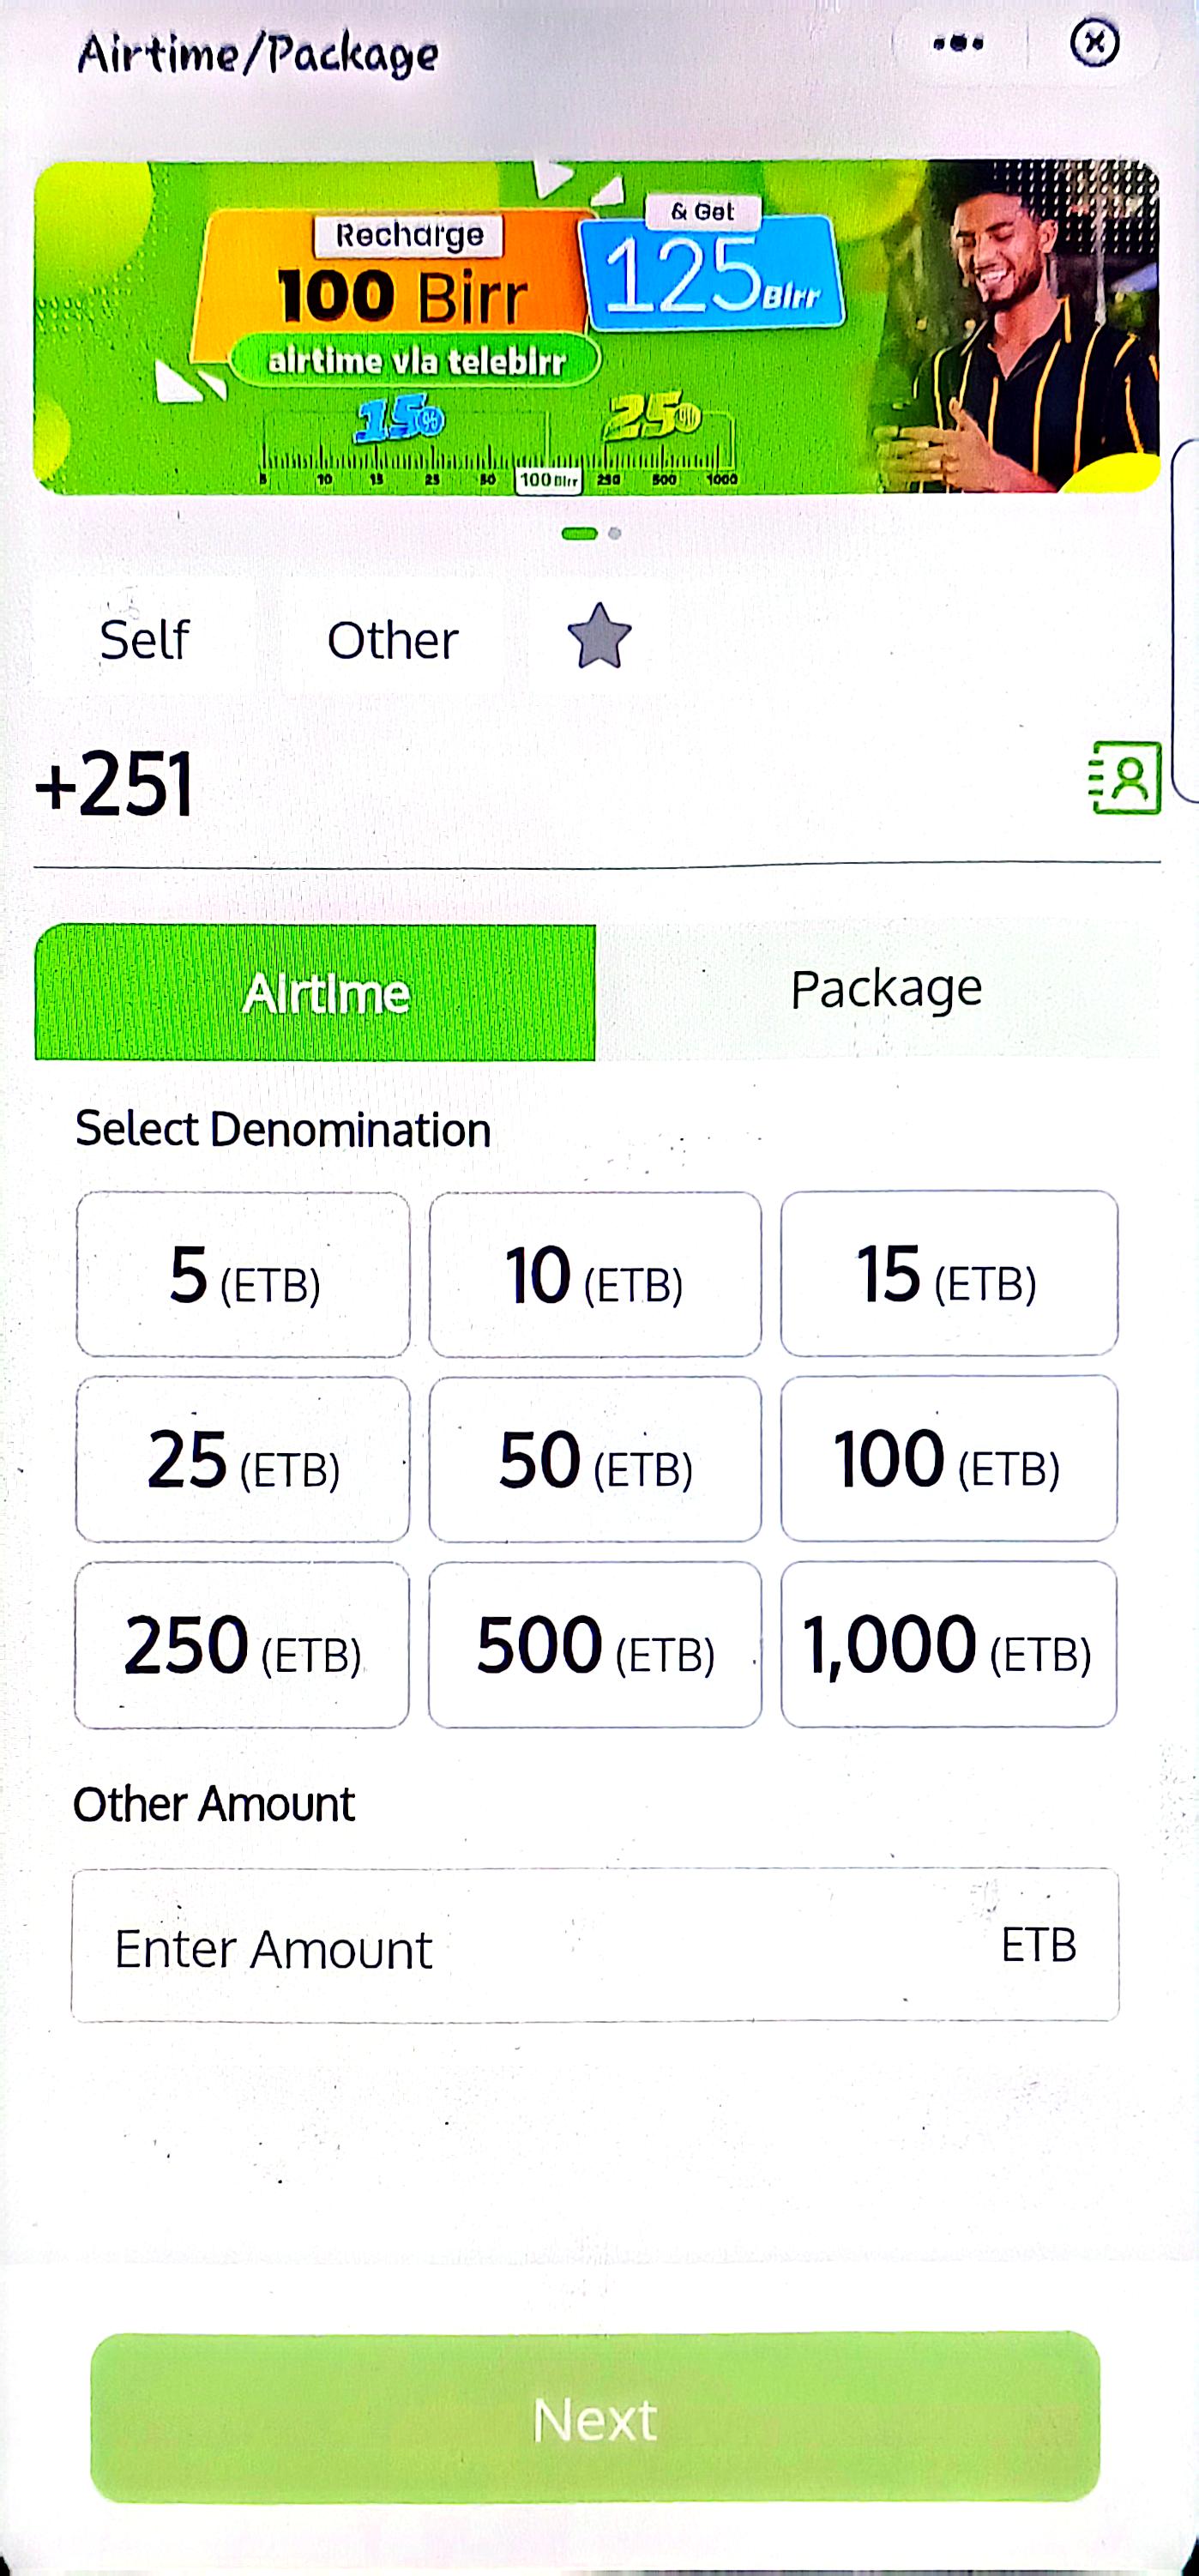 Airtime/Package
Recharge
& Get
100 Birr
125 Birr
airtime via telebirr
15%
25%
5 10 15 25 50 100 Birr 250 500 1000
Self Other
+251
Airtime Package
Select Denomination
5 (ETB) 10 (ETB) 15 (ETB)
25 (ETB) 50 (ETB) 100 (ETB)
250 (ETB) 500 (ETB) 1,000 (ETB)
Other Amount
Enter Amount ETB
Next